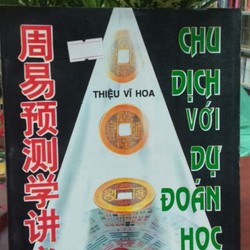 周易预测学讲
THIỆU VĨ HOA
CHU
DỊCH
VỚI
DỰ
ĐOÁN
HỌC